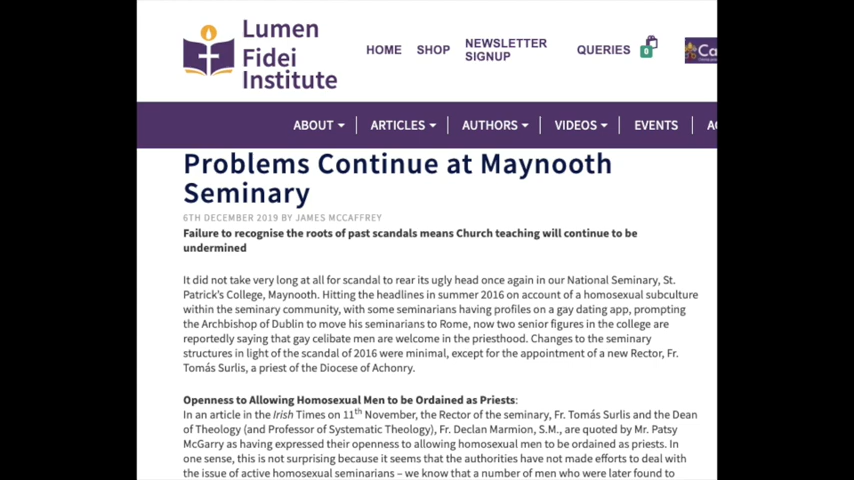 Lumen
Fidei
Institute
HOME SHOP NEWSLETTER SIGNUP QUERIES 0
Ca
ABOUT ARTICLES AUTHORS VIDEOS EVENTS A
Problems Continue at Maynooth
Seminary
6TH DECEMBER 2019 BY JAMES MCCAFFREY
Failure to recognise the roots of past scandals means Church teaching will continue to be
undermined
It did not take very long at all for scandal to rear its ugly head once again in our National Seminary, St.
Patrick's College, Maynooth. Hitting the headlines in summer 2016 on account of a homosexual subculture
within the seminary community, with some seminarians having profiles on a gay dating app, prompting
the Archbishop of Dublin to move his seminarians to Rome, now two senior figures in the college are
reportedly saying that gay celibate men are welcome in the priesthood. Changes to the seminary
structures in light of the scandal of 2016 were minimal, except for the appointment of a new Rector, Fr.
Tomás Surlis, a priest of the Diocese of Achonry.
Openness to Allowing Homosexual Men to be Ordained as Priests:
In an article in the Irish Times on 11th November, the Rector of the seminary, Fr. Tomás Surlis and the Dean
of Theology (and Professor of Systematic Theology), Fr. Declan Marmion, S.M., are quoted by Mr. Patsy
McGarry as having expressed their openness to allowing homosexual men to be ordained as priests. In
one sense, this is not surprising because it seems that the authorities have not made efforts to deal with
the issue of active homosexual seminarians – we know that a number of men who were later found to